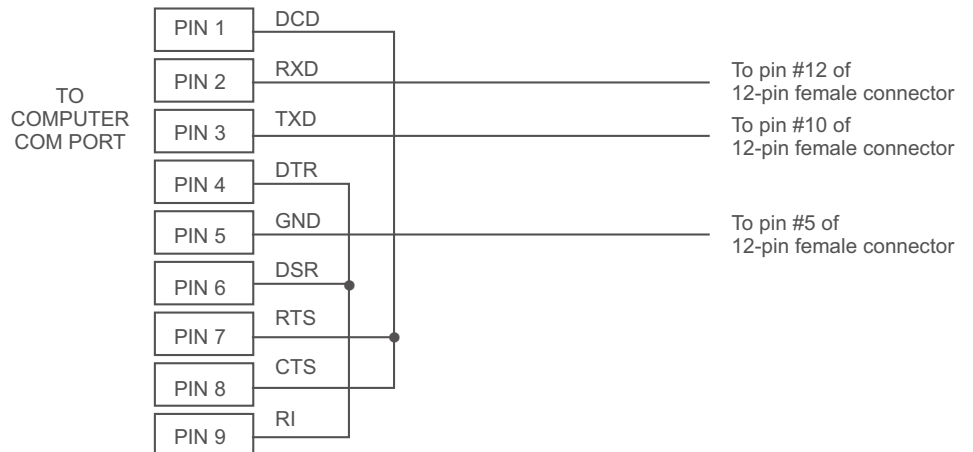 TO
COMPUTER
COM PORT
PIN 1
DCD
PIN 2
RXD
To pin #12 of
12-pin female connector
PIN 3
TXD
To pin #10 of
12-pin female connector
PIN 4
DTR
PIN 5
GND
To pin #5 of
12-pin female connector
PIN 6
DSR
PIN 7
RTS
PIN 8
CTS
PIN 9
RI